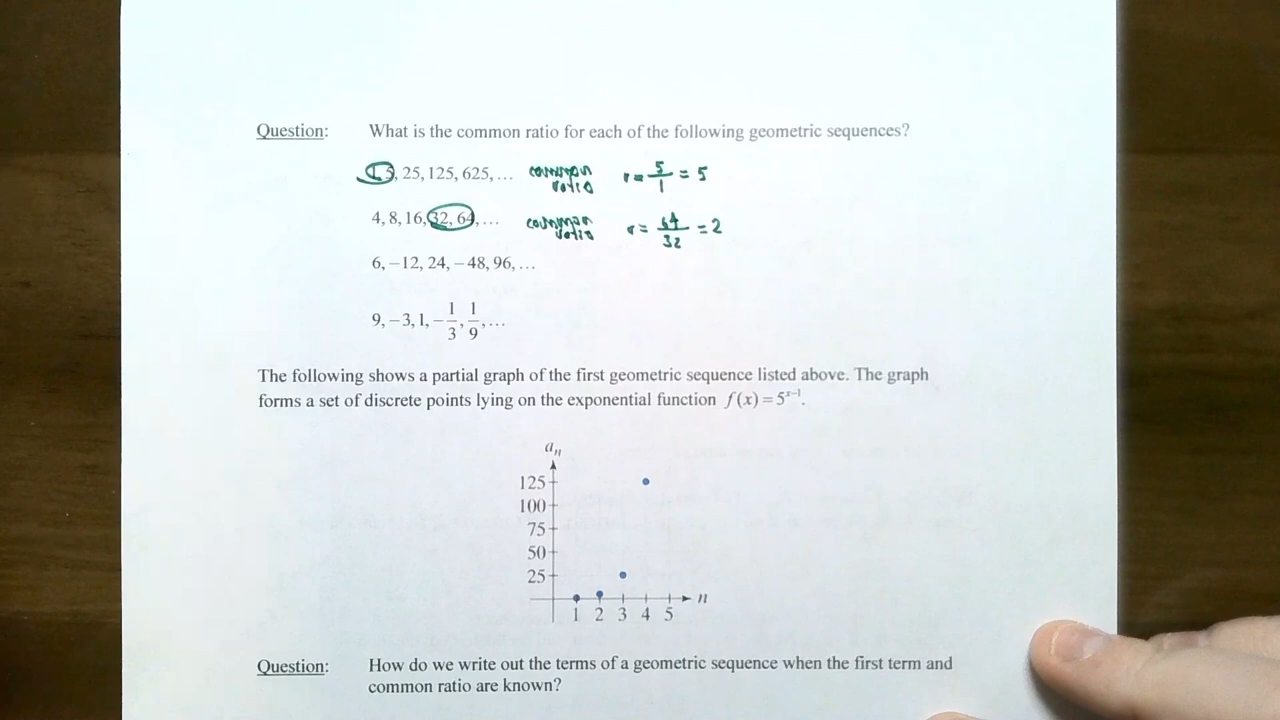 Question: What is the common ratio for each of the following geometric sequences?
1, 5, 25, 125, 625, … common ratio r = 5/1 = 5
4, 8, 16, 32, 64, … common ratio r = 64/32 = 2
6, −12, 24, −48, 96, …
9, −3, 1, −1/3, 1/9, …
The following shows a partial graph of the first geometric sequence listed above. The graph
forms a set of discrete points lying on the exponential function f(x) = 5^{x−1}.
aₙ
125
100
75
50
25
1 2 3 4 5 n
Question: How do we write out the terms of a geometric sequence when the first term and
common ratio are known?